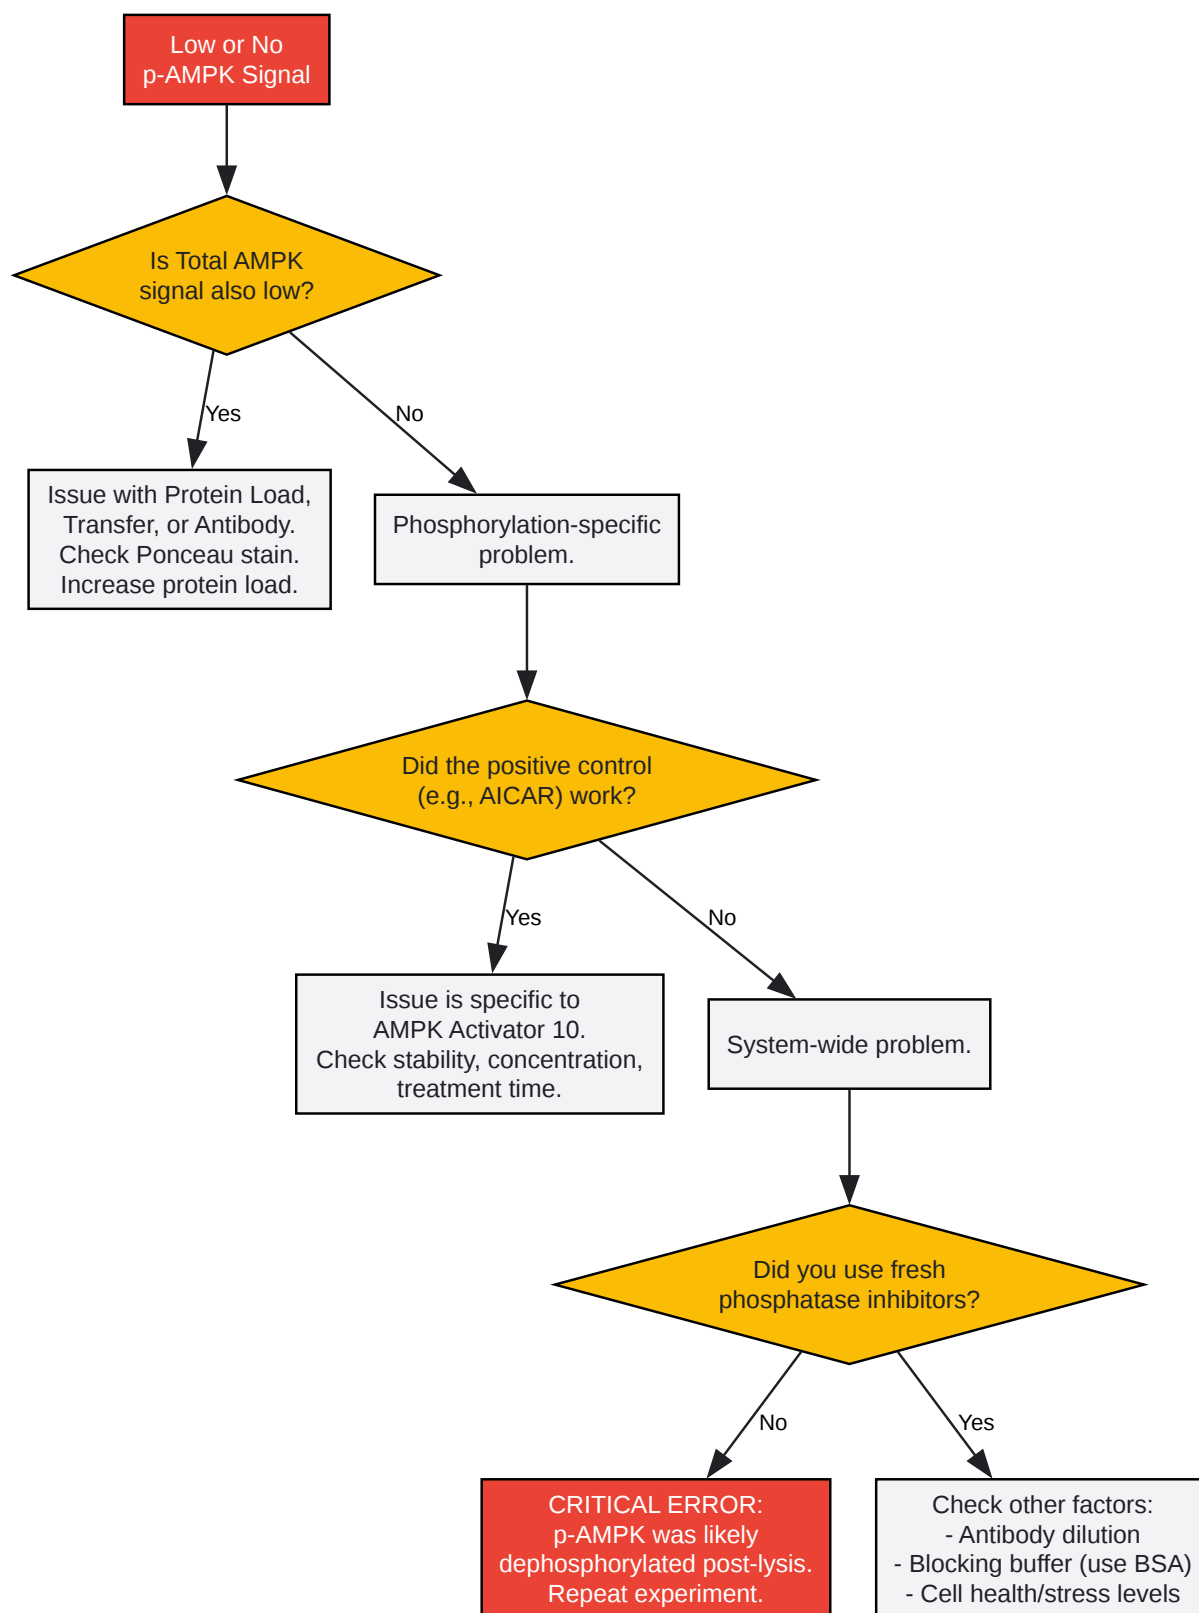 Low or No
p-AMPK Signal
Is Total AMPK
signal also low?
Yes
No
Issue with Protein Load,
Transfer, or Antibody.
Check Ponceau stain.
Increase protein load.
Phosphorylation-specific
problem.
Did the positive control
(e.g., AICAR) work?
Yes
No
Issue is specific to
AMPK Activator 10.
Check stability, concentration,
treatment time.
System-wide problem.
Did you use fresh
phosphatase inhibitors?
No
Yes
CRITICAL ERROR:
p-AMPK was likely
dephosphorylated post-lysis.
Repeat experiment.
Check other factors:
- Antibody dilution
- Blocking buffer (use BSA)
- Cell health/stress levels